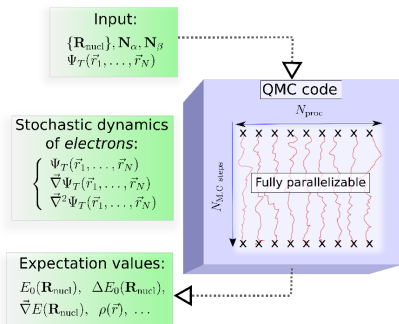 Input:
{R_nucl}, N_α, N_β
Ψ_T(r⃗_1, . . . , r⃗_N)
QMC code
N_proc
x x x x x x x x x
Fully parallelizable
N_M.C steps
x x x x x x x x x
Stochastic dynamics
of electrons:
Ψ_T(r⃗_1, . . . , r⃗_N)
∇⃗Ψ_T(r⃗_1, . . . , r⃗_N)
∇⃗²Ψ_T(r⃗_1, . . . , r⃗_N)
Expectation values:
E_0(R_nucl), ΔE_0(R_nucl),
∇⃗E(R_nucl), ρ(r⃗), . . .